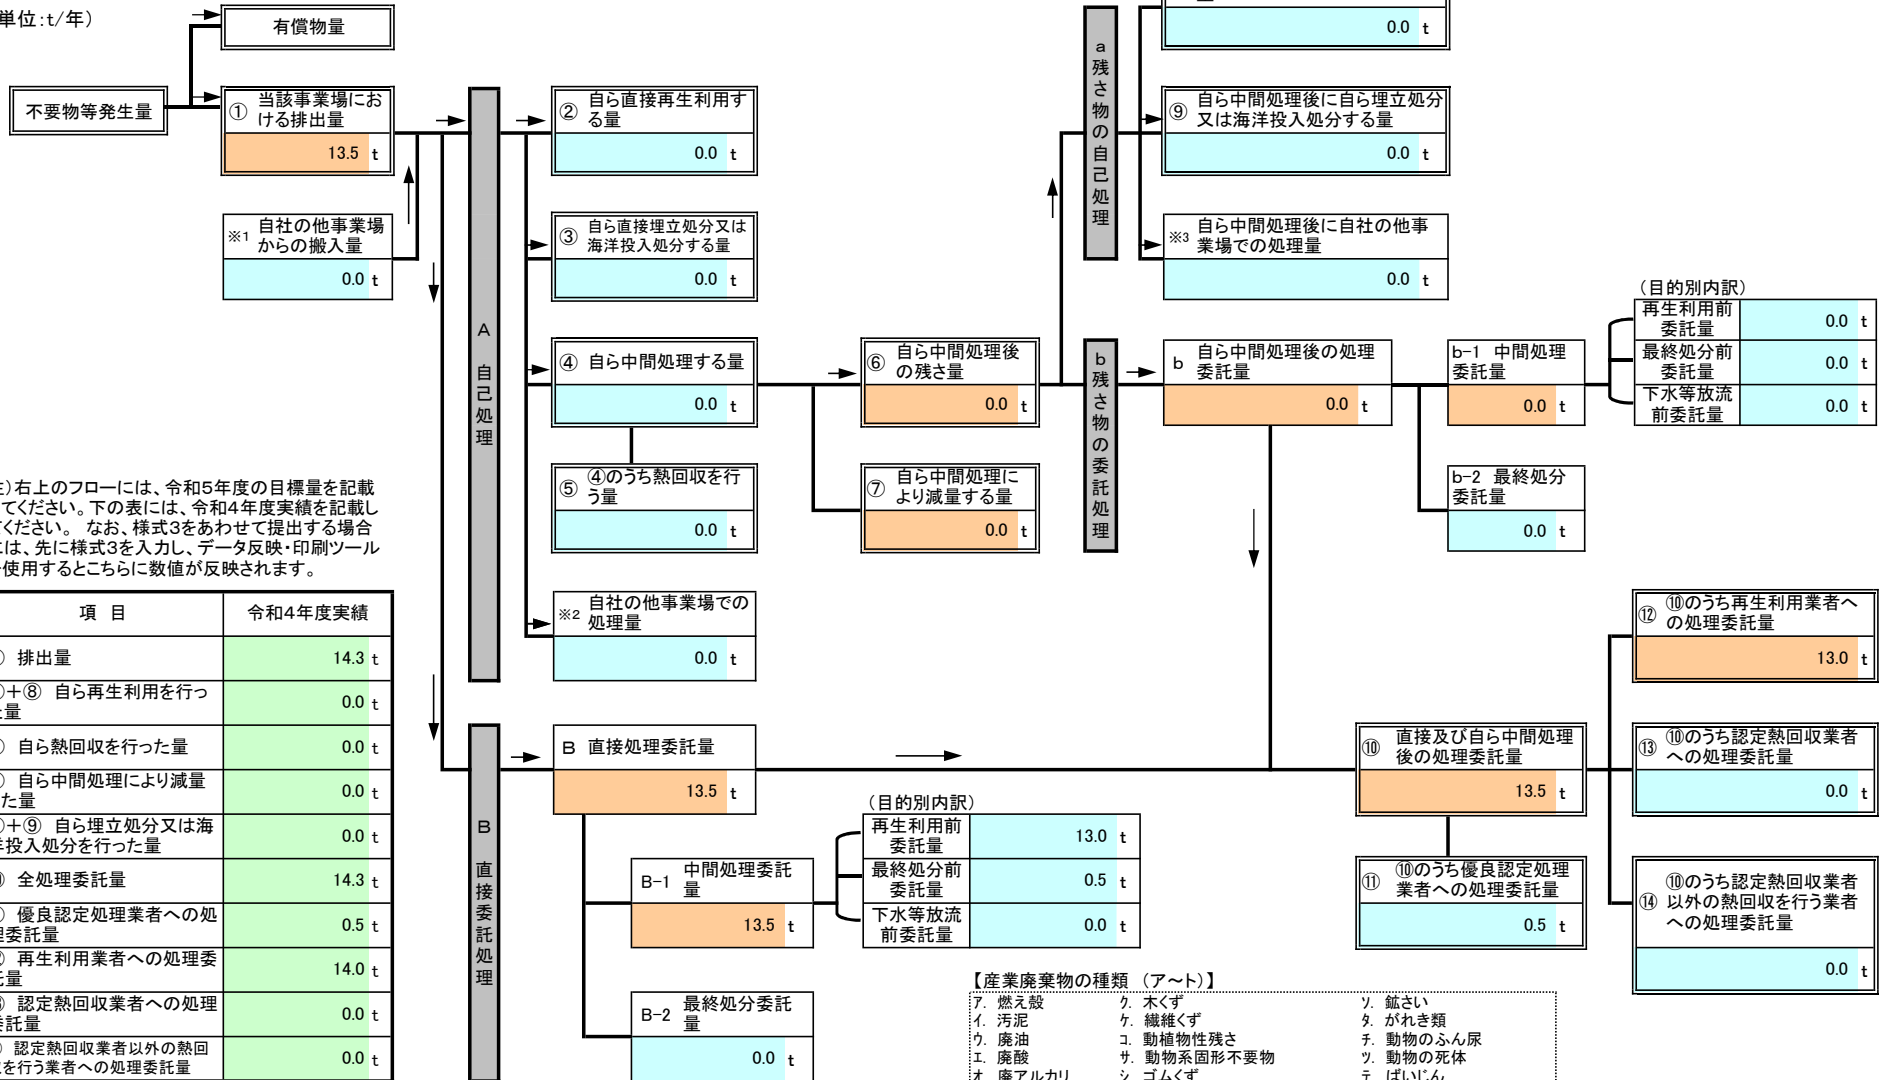 単位:t/年)
有償物量
不要物等発生量
① 当該事業場にお
ける排出量
13.5 t
※1 自社の他事業場
からの搬入量
0.0 t
A 自己処理
② 自ら直接再生利用す
る量
0.0 t
③ 自ら直接埋立処分又は
海洋投入処分する量
0.0 t
④ 自ら中間処理する量
0.0 t
⑤ ④のうち熱回収を行
う量
0.0 t
※2 自社の他事業場での
処理量
0.0 t
⑥ 自ら中間処理後
の残さ量
0.0 t
⑦ 自ら中間処理に
より減量する量
0.0 t
a 残さ物の自己処理
0.0 t
⑨ 自ら中間処理後に自ら埋立処分
又は海洋投入処分する量
0.0 t
※3 自ら中間処理後に自社の他事
業場での処理量
0.0 t
b 残さ物の委託処理
b 自ら中間処理後の処理
委託量
0.0 t
b-1 中間処理
委託量
0.0 t
(目的別内訳)
再生利用前
委託量
0.0 t
最終処分前
委託量
0.0 t
下水等放流
前委託量
0.0 t
b-2 最終処分
委託量
0.0 t
)右上のフローには、令和5年度の目標量を記載
てください。下の表には、令和4年度実績を記載し
ください。 なお、様式3をあわせて提出する場合
は、先に様式3を入力し、データ反映・印刷ツール
使用するとこちらに数値が反映されます。
項 目 令和4年度実績
) 排出量 14.3 t
)+⑧ 自ら再生利用を行っ
量 0.0 t
) 自ら熱回収を行った量 0.0 t
) 自ら中間処理により減量
た量 0.0 t
)+⑨ 自ら埋立処分又は海
投入処分を行った量 0.0 t
) 全処理委託量 14.3 t
) 優良認定処理業者への処
委託量 0.5 t
) 再生利用業者への処理委
量 14.0 t
) 認定熱回収業者への処理
託量 0.0 t
) 認定熱回収業者以外の熱回
を行う業者への処理委託量 0.0 t
B 直接委託処理
B 直接処理委託量
13.5 t
B-1 中間処理委託
量
13.5 t
(目的別内訳)
再生利用前
委託量
13.0 t
最終処分前
委託量
0.5 t
下水等放流
前委託量
0.0 t
B-2 最終処分委託
量
0.0 t
⑩ 直接及び自ら中間処理
後の処理委託量
13.5 t
⑪ ⑩のうち優良認定処理
業者への処理委託量
0.5 t
⑫ ⑩のうち再生利用業者へ
の処理委託量
13.0 t
⑬ ⑩のうち認定熱回収業者
への処理委託量
0.0 t
⑭ ⑩のうち認定熱回収業者
以外の熱回収を行う業者
への処理委託量
0.0 t
【産業廃棄物の種類 (ア~ト)】
ア. 燃え殻 ク. 木くず ソ. 鉱さい
イ. 汚泥 ケ. 繊維くず タ. がれき類
ウ. 廃油 コ. 動植物性残さ チ. 動物のふん尿
エ. 廃酸 サ. 動物系固形不要物 ツ. 動物の死体
オ. 廃アルカリ シ. ゴムくず テ. ばいじん